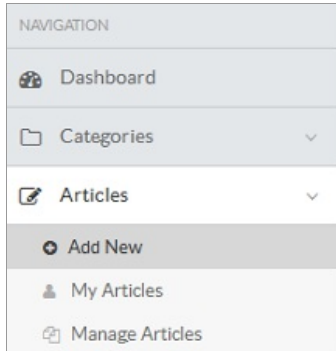 NAVIGATION
Dashboard
Categories
Articles
Add New
My Articles
Manage Articles